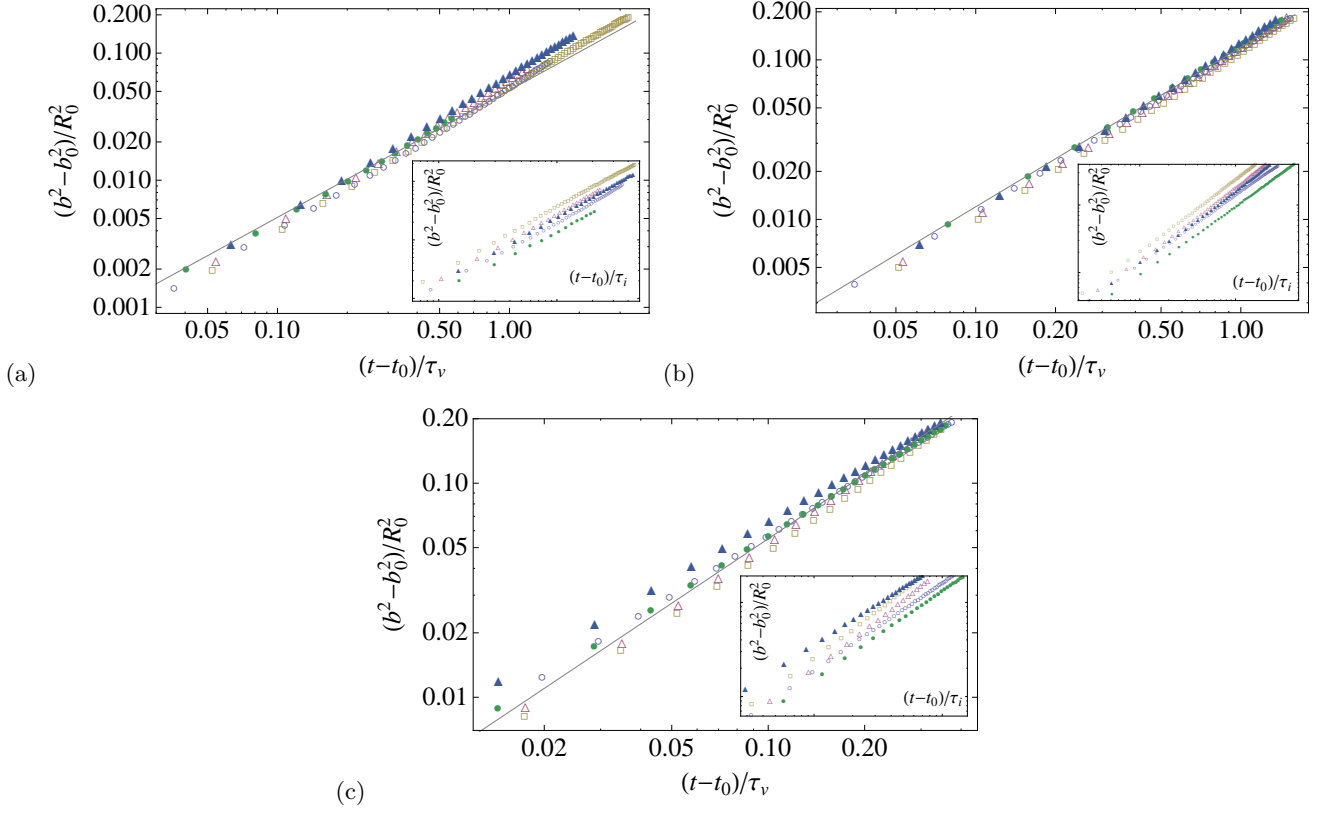 0.200
0.100
0.050
0.020
0.010
0.005
0.002
0.001
(b²−b₀²)/R₀²
(b²−b₀²)/R₀²
(t−t₀)/τᵢ
0.05 0.10 0.50 1.00
(t−t₀)/τᵥ
(a)
0.200
0.100
0.050
0.020
0.010
0.005
(b²−b₀²)/R₀²
(b²−b₀²)/R₀²
(t−t₀)/τᵢ
0.05 0.10 0.20 0.50 1.00
(t−t₀)/τᵥ
(b)
0.20
0.10
0.05
0.02
0.01
(b²−b₀²)/R₀²
(b²−b₀²)/R₀²
(t−t₀)/τᵢ
0.02 0.05 0.10 0.20
(t−t₀)/τᵥ
(c)